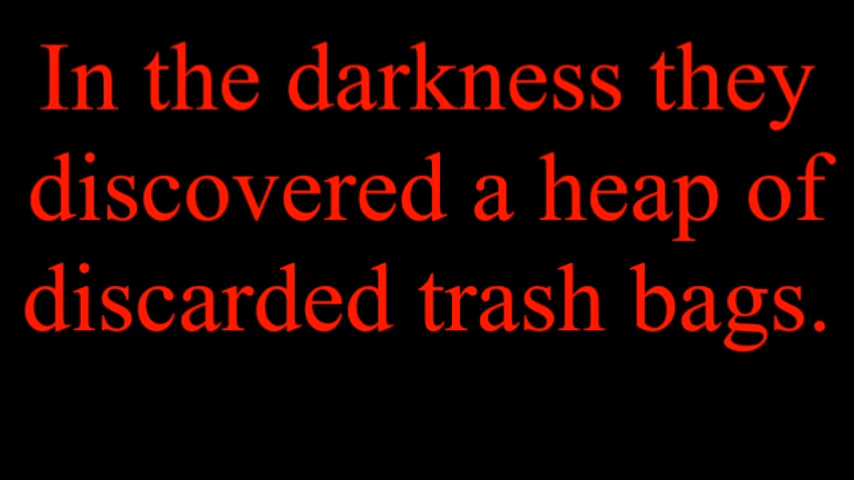 In the darkness they
discovered a heap of
discarded trash bags.